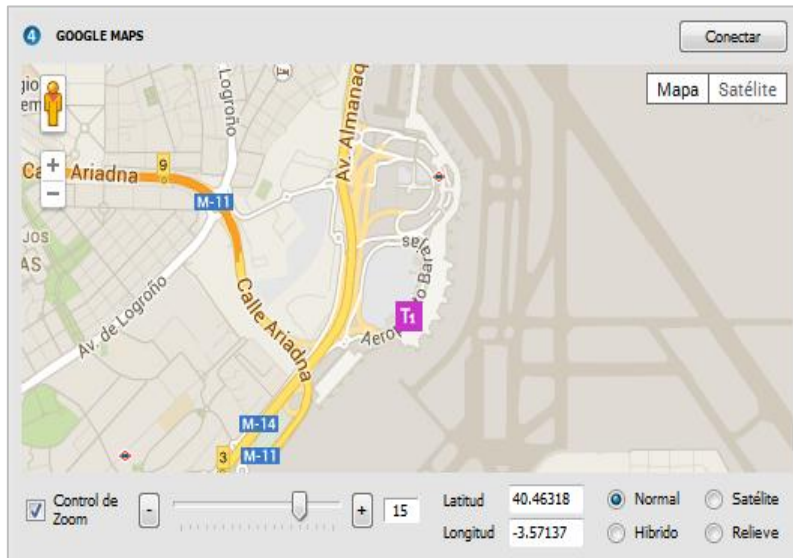 4 GOOGLE MAPS
Conectar
Mapa Satélite
Logroño
Av. Almanaq
Ariadna
9
M-11
Av. de Logroño
Calle Ariadna
T1
M-14
3
M-11
Control de
Zoom
-
+
15
Latitud 40.46318
Longitud -3.57137
Normal
Satélite
Híbrido
Relieve